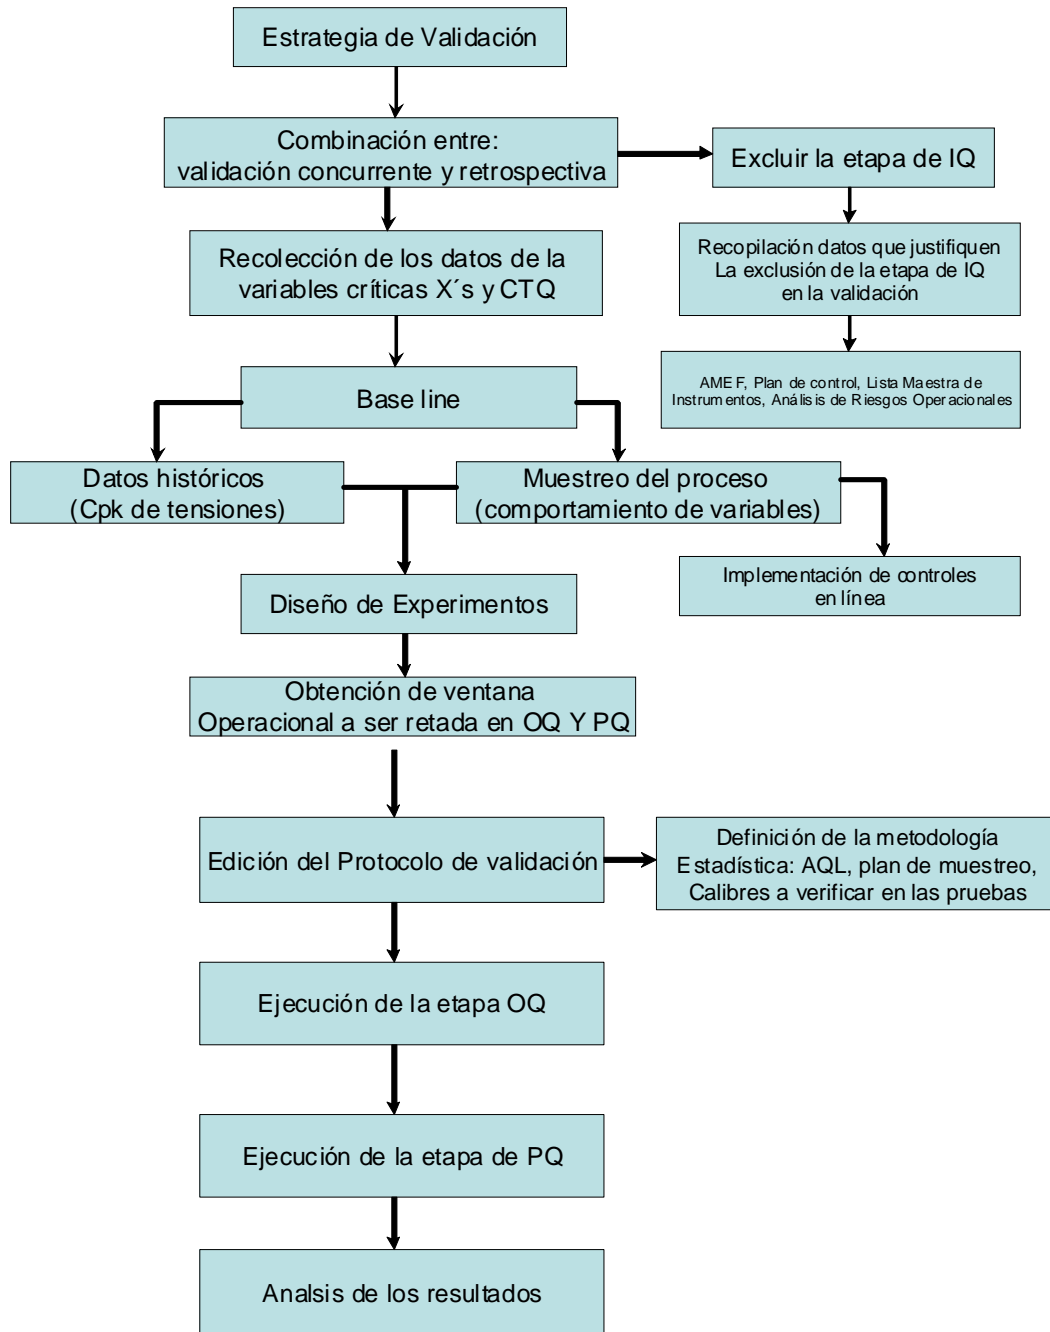 Estrategia de Validación
Combinación entre:
validación concurrente y retrospectiva
Excluir la etapa de IQ
Recolección de los datos de la
variables críticas X´s y CTQ
Recopilación datos que justifiquen
La exclusión de la etapa de IQ
en la validación
AMEF, Plan de control, Lista Maestra de
Instrumentos, Análisis de Riesgos Operacionales
Base line
Datos históricos
(Cpk de tensiones)
Muestreo del proceso
(comportamiento de variables)
Implementación de controles
en línea
Diseño de Experimentos
Obtención de ventana
Operacional a ser retada en OQ Y PQ
Edición del Protocolo de validación
Definición de la metodología
Estadística: AQL, plan de muestreo,
Calibres a verificar en las pruebas
Ejecución de la etapa OQ
Ejecución de la etapa de PQ
Analsis de los resultados